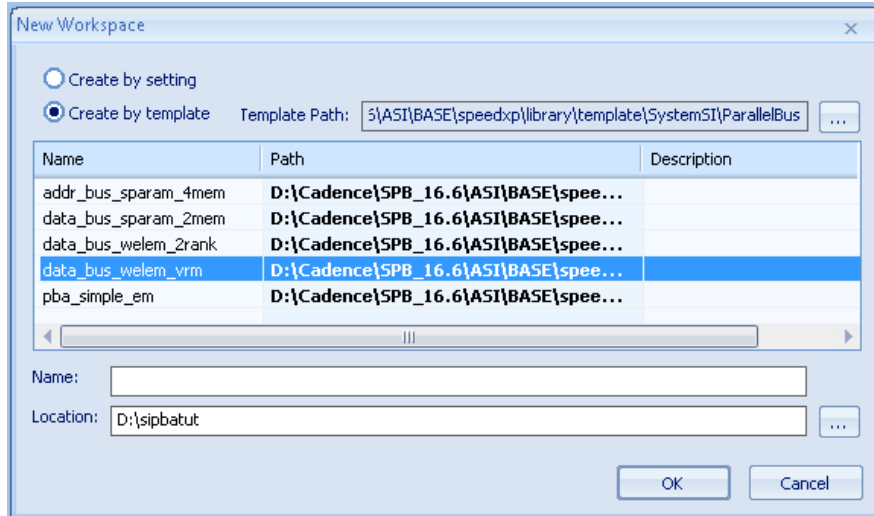 New Workspace
Create by setting
Create by template Template Path: 5\ASI\BASE\speedxp\library\template\SystemSI\ParallelBus ...
Name Path Description
addr_bus_sparam_4mem D:\Cadence\SPB_16.6\ASI\BASE\spee...
data_bus_sparam_2mem D:\Cadence\SPB_16.6\ASI\BASE\spee...
data_bus_welem_2rank D:\Cadence\SPB_16.6\ASI\BASE\spee...
data_bus_welem_vrm D:\Cadence\SPB_16.6\ASI\BASE\spee...
pba_simple_em D:\Cadence\SPB_16.6\ASI\BASE\spee...
Name:
Location: D:\sipbatut ...
OK Cancel